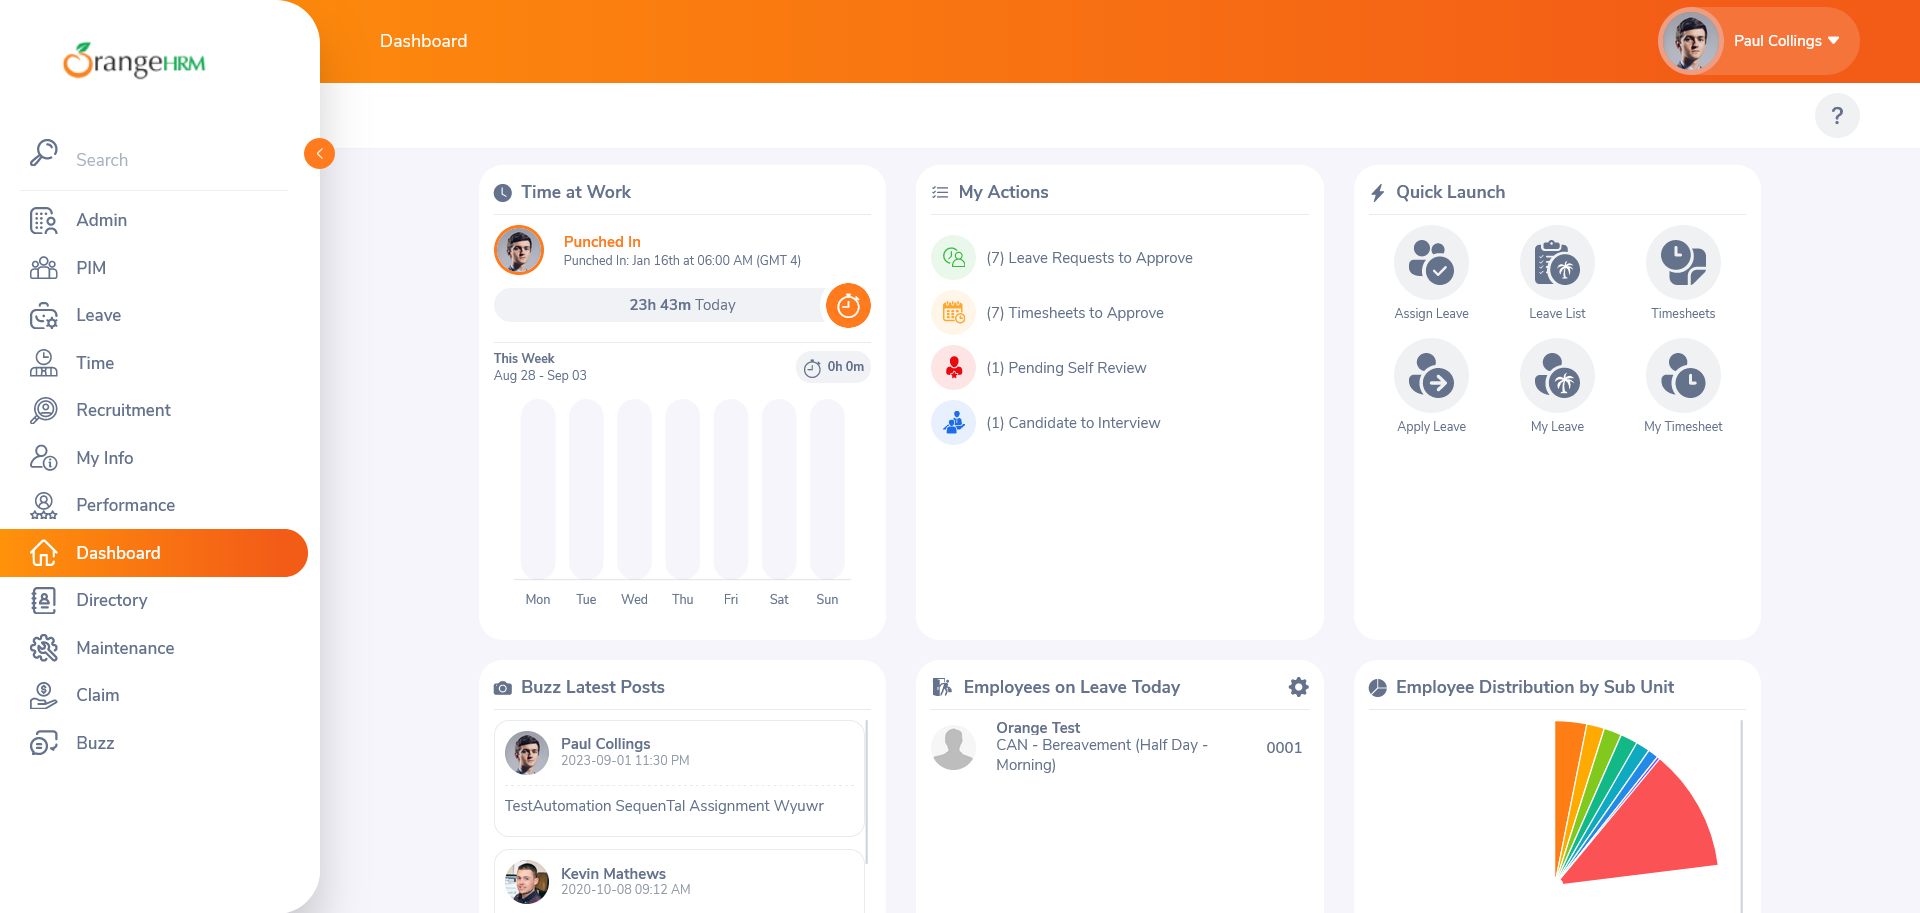 OrangeHRM
Search
Admin
PIM
Leave
Time
Recruitment
My Info
Performance
Dashboard
Directory
Maintenance
Claim
Buzz
Dashboard
Paul Collings
?
Time at Work
Punched In
Punched In: Jan 16th at 06:00 AM (GMT 4)
23h 43m Today
This Week
Aug 28 - Sep 03
0h 0m
Mon Tue Wed Thu Fri Sat Sun
My Actions
(7) Leave Requests to Approve
(7) Timesheets to Approve
(1) Pending Self Review
(1) Candidate to Interview
Quick Launch
Assign Leave Leave List Timesheets
Apply Leave My Leave My Timesheet
Buzz Latest Posts
Paul Collings
2023-09-01 11:30 PM
TestAutomation SequenTal Assignment Wyuwr
Kevin Mathews
2020-10-08 09:12 AM
Employees on Leave Today
Orange Test
CAN - Bereavement (Half Day -
Morning)
0001
Employee Distribution by Sub Unit